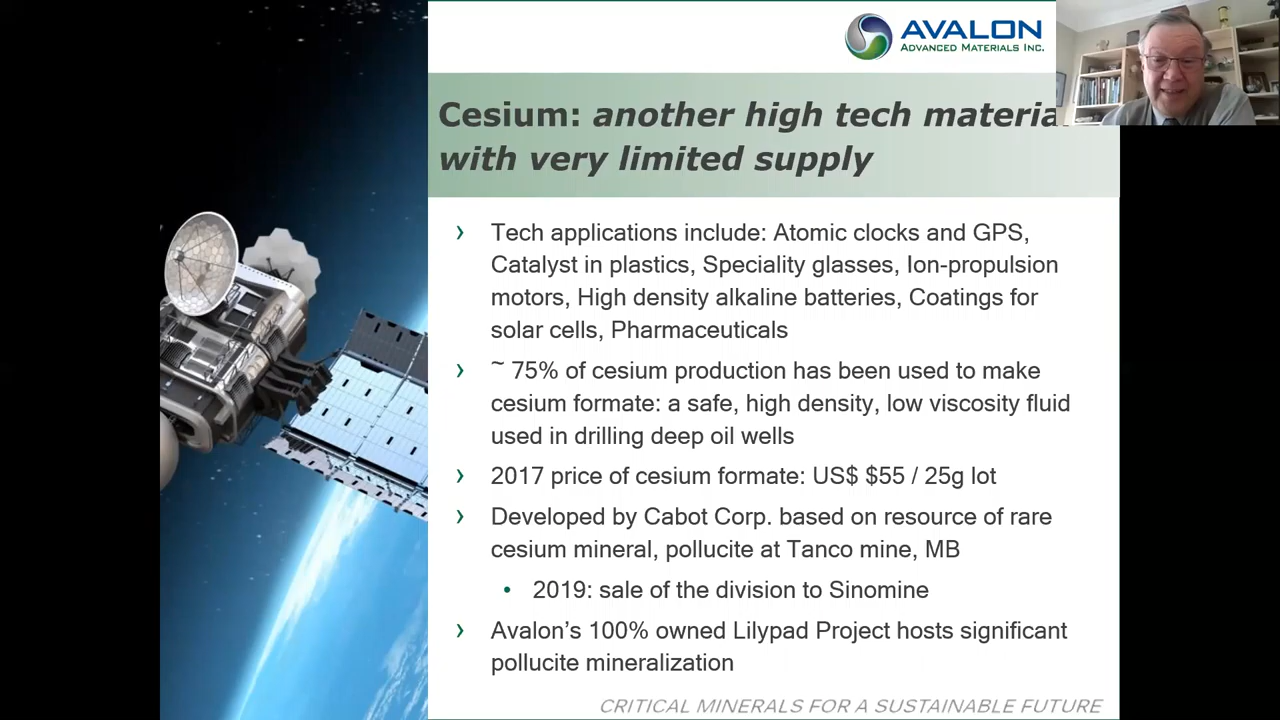 AVALON
ADVANCED MATERIALS INC.
Cesium: another high tech materia
with very limited supply
› Tech applications include: Atomic clocks and GPS,
Catalyst in plastics, Speciality glasses, Ion-propulsion
motors, High density alkaline batteries, Coatings for
solar cells, Pharmaceuticals
› ~ 75% of cesium production has been used to make
cesium formate: a safe, high density, low viscosity fluid
used in drilling deep oil wells
› 2017 price of cesium formate: US$ $55 / 25g lot
› Developed by Cabot Corp. based on resource of rare
cesium mineral, pollucite at Tanco mine, MB
• 2019: sale of the division to Sinomine
› Avalon’s 100% owned Lilypad Project hosts significant
pollucite mineralization
CRITICAL MINERALS FOR A SUSTAINABLE FUTURE